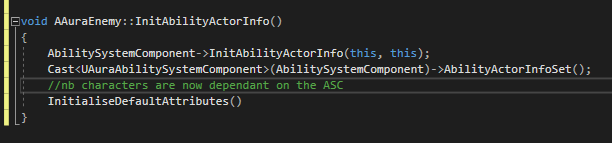 void AAuraEnemy::InitAbilityActorInfo()
{
AbilitySystemComponent->InitAbilityActorInfo(this, this);
Cast<UAuraAbilitySystemComponent>(AbilitySystemComponent)->AbilityActorInfoSet();
//nb characters are now dependant on the ASC
InitialiseDefaultAttributes()
}